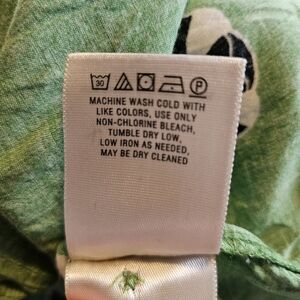 30 P
MACHINE WASH COLD WITH
LIKE COLORS, USE ONLY
NON-CHLORINE BLEACH,
TUMBLE DRY LOW,
LOW IRON AS NEEDED,
MAY BE DRY CLEANED